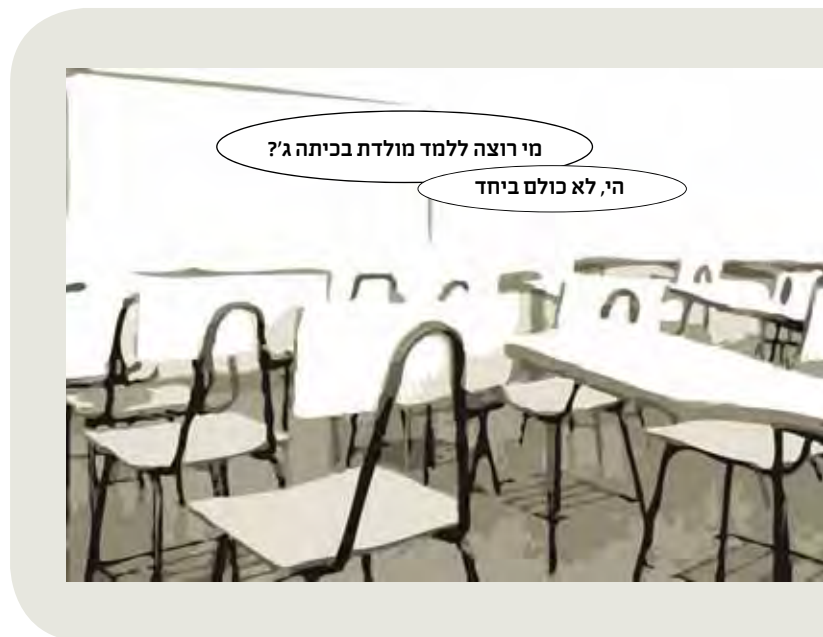 מי רוצה ללמד מולדת בכיתה ג'?
הי, לא כולם ביחד